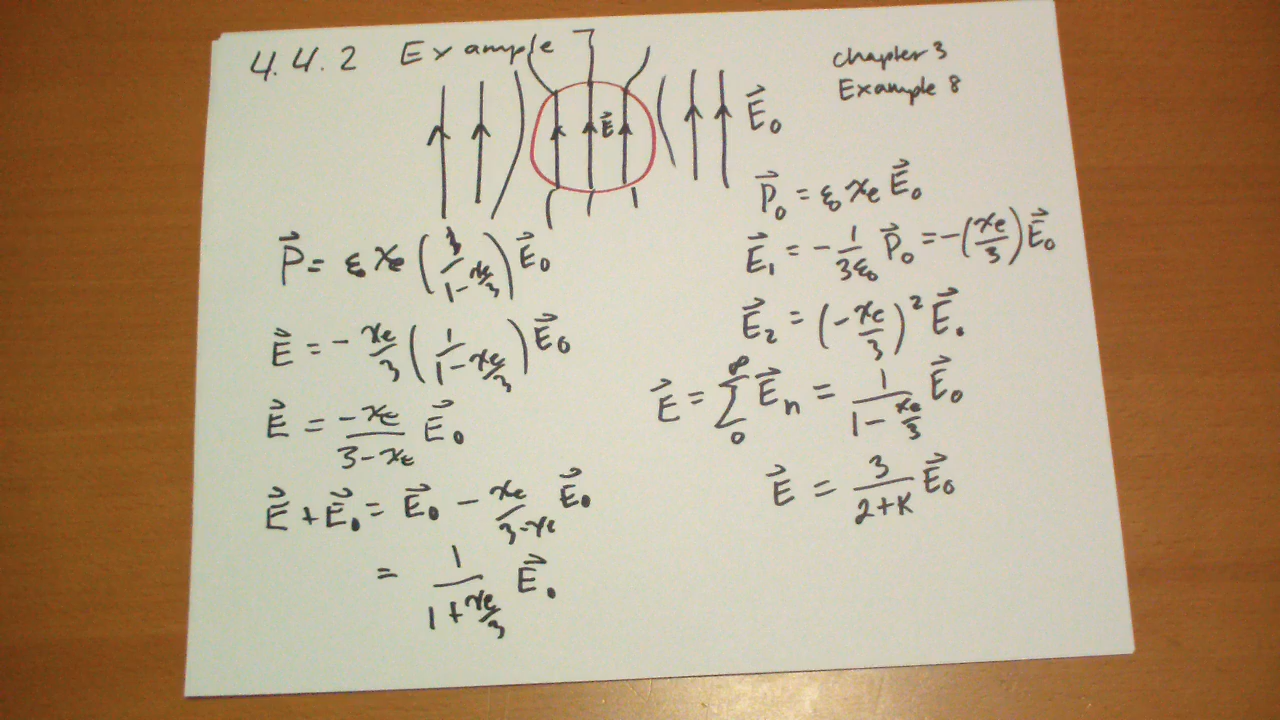 4.4.2 Example 7
chapter 3
Example 8
E⃗
E⃗₀
P⃗₀ = ε₀ χₑ E⃗₀
E⃗₁ = - 1/(3ε₀) P⃗₀ = -(χₑ/3) E⃗₀
E⃗₂ = (-χₑ/3)² E⃗₀
E⃗ = ∑₀^∞ E⃗ₙ = 1/(1 - χₑ/3) E⃗₀
E⃗ = 3/(2+K) E⃗₀
P⃗ = ε₀ χₑ (3/(1 - χₑ/3)) E⃗₀
E⃗ = - χₑ/3 (1/(1 - χₑ/3)) E⃗₀
E⃗ = -χₑ/(3-χₑ) E⃗₀
E⃗ + E⃗₀ = E⃗₀ - χₑ/(3-χₑ) E⃗₀
= 1/(1 + χₑ/3) E⃗₀